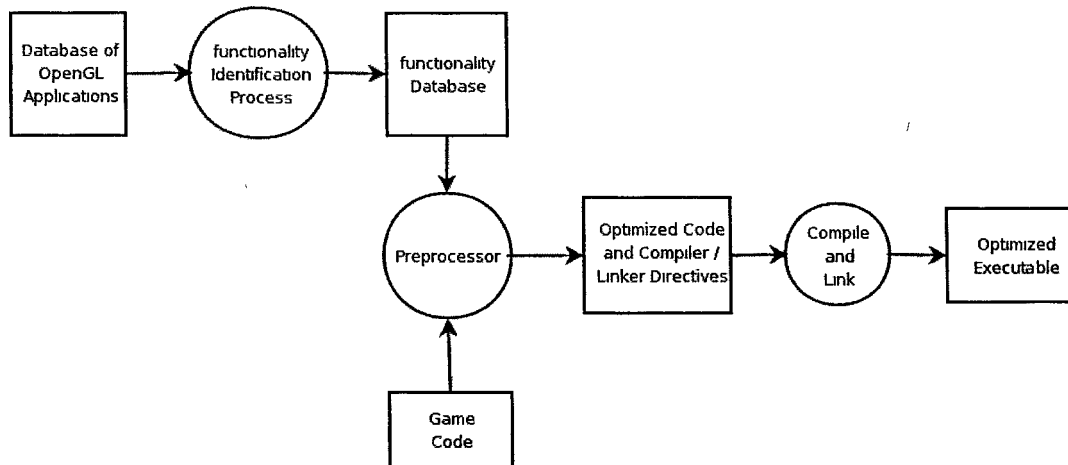 Database of
OpenGL
Applications
functionality
Identification
Process
functionality
Database
Preprocessor
Optimized Code
and Compiler /
Linker Directives
Compile
and
Link
Optimized
Executable
Game
Code